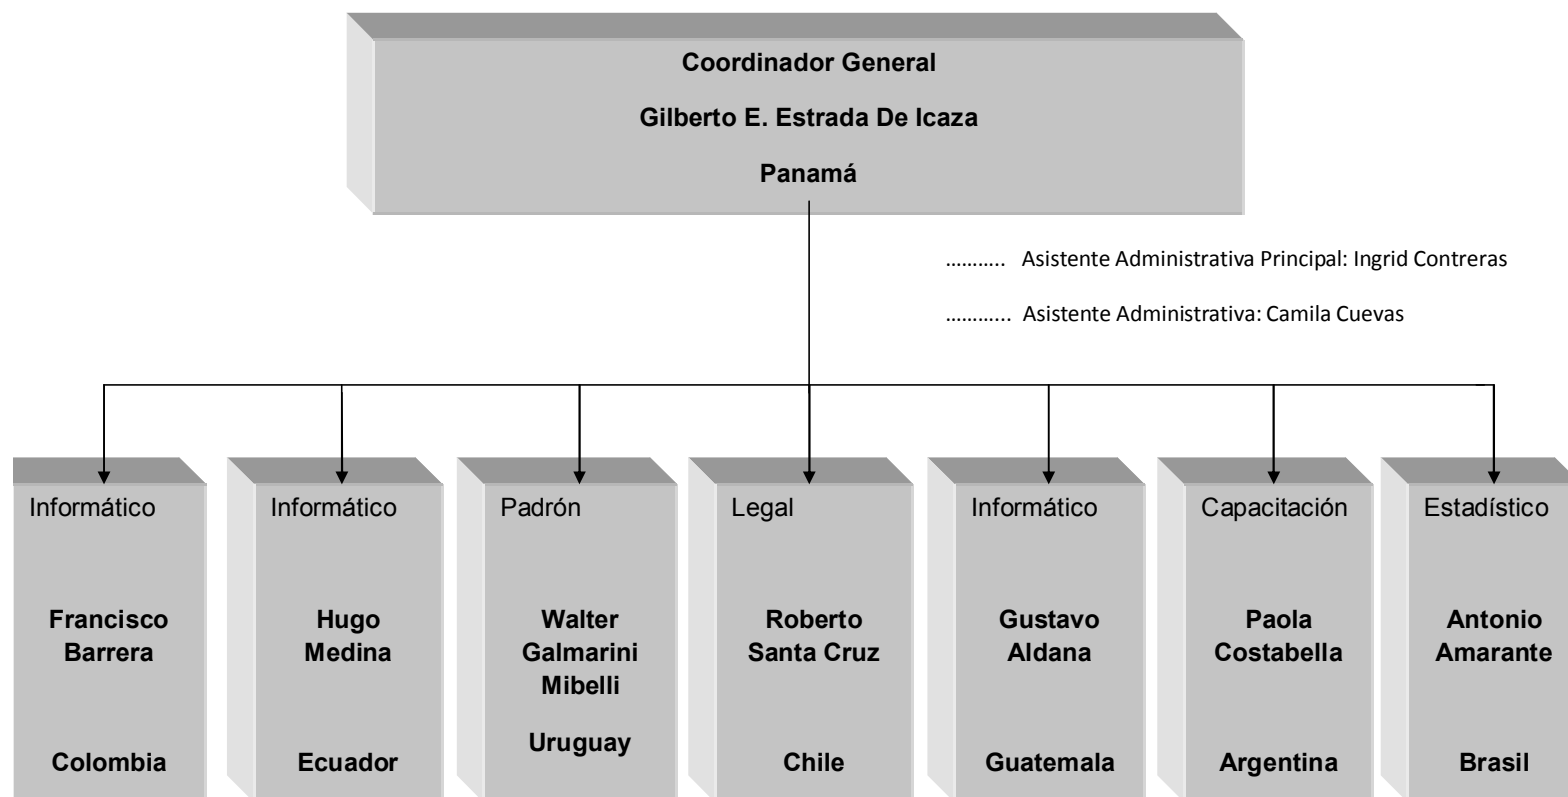 Coordinador General
Gilberto E. Estrada De Icaza
Panamá
........... Asistente Administrativa Principal: Ingrid Contreras
............ Asistente Administrativa: Camila Cuevas
Informático
Francisco
Barrera
Colombia
Informático
Hugo
Medina
Ecuador
Padrón
Walter
Galmarini
Mibelli
Uruguay
Legal
Roberto
Santa Cruz
Chile
Informático
Gustavo
Aldana
Guatemala
Capacitación
Paola
Costabella
Argentina
Estadístico
Antonio
Amarante
Brasil